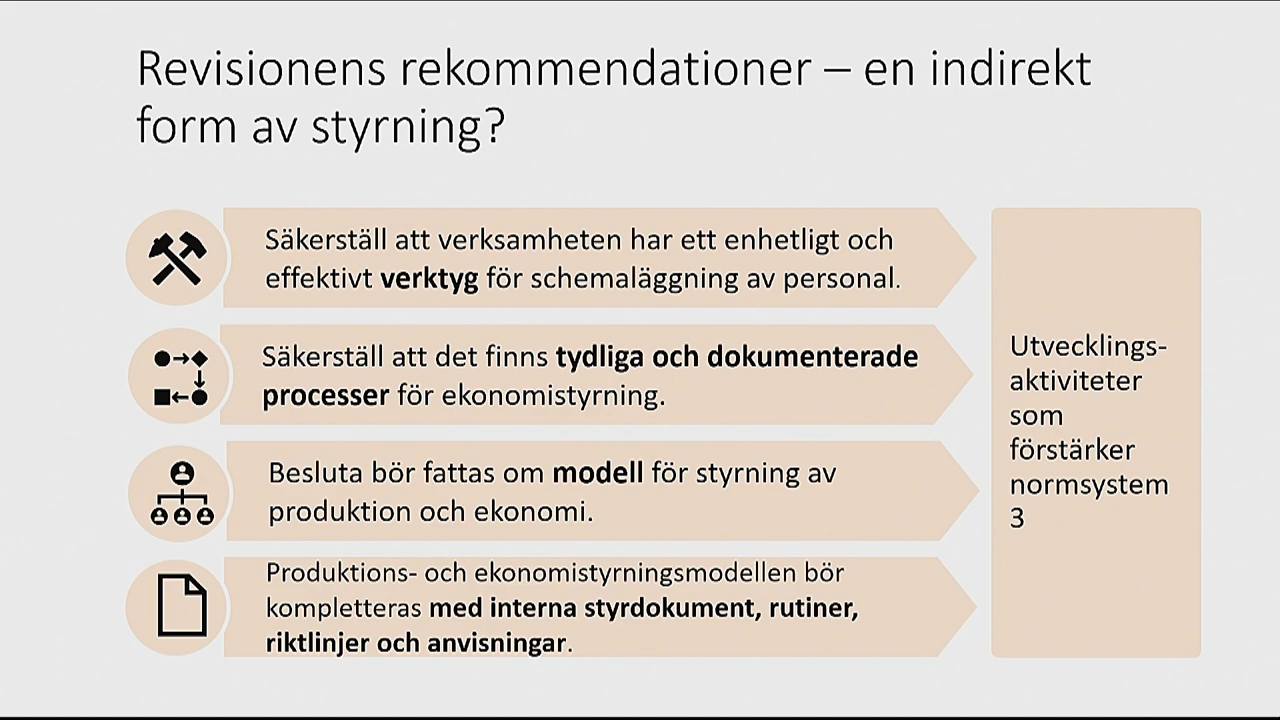 Revisionens rekommendationer – en indirekt
form av styrning?
Säkerställ att verksamheten har ett enhetligt och
effektivt verktyg för schemaläggning av personal.
Säkerställ att det finns tydliga och dokumenterade
processer för ekonomistyrning.
Besluta bör fattas om modell för styrning av
produktion och ekonomi.
Produktions- och ekonomistyrningsmodellen bör
kompletteras med interna styrdokument, rutiner,
riktlinjer och anvisningar.
Utvecklings-
aktiviteter
som
förstärker
normsystem
3